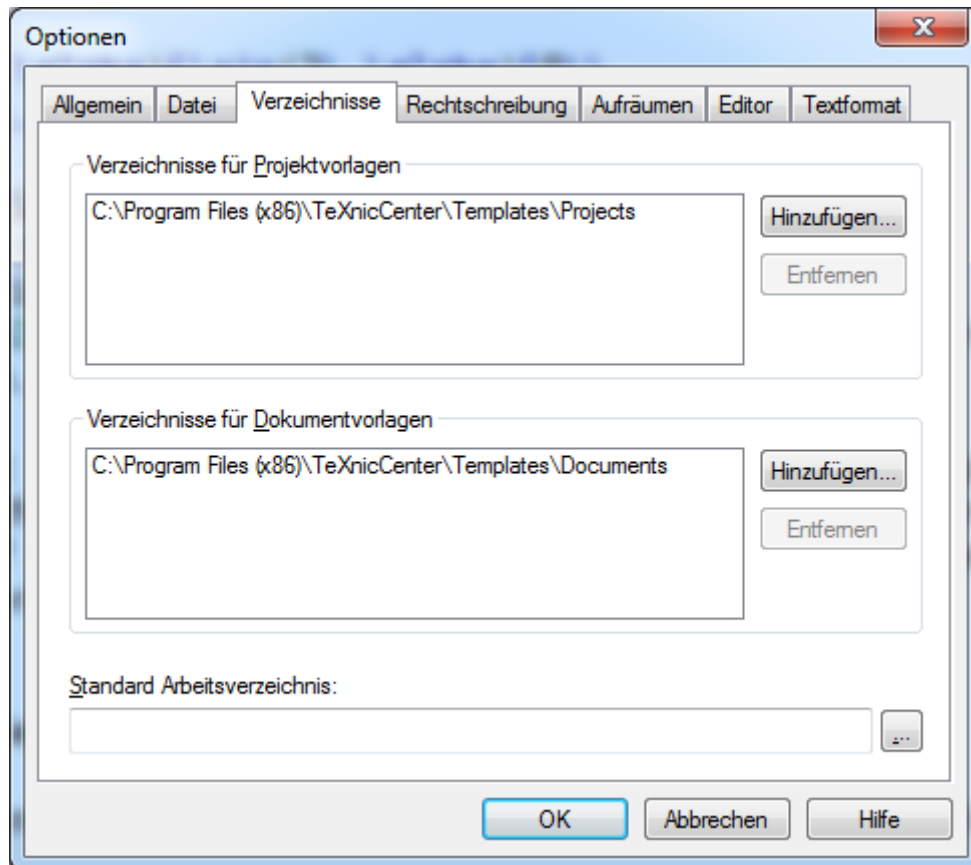 Optionen
Allgemein Datei Verzeichnisse Rechtschreibung Aufräumen Editor Textformat
Verzeichnisse für Projektvorlagen
C:\Program Files (x86)\TeXnicCenter\Templates\Projects
Hinzufügen...
Entfernen
Verzeichnisse für Dokumentvorlagen
C:\Program Files (x86)\TeXnicCenter\Templates\Documents
Hinzufügen...
Entfernen
Standard Arbeitsverzeichnis:
...
OK Abbrechen Hilfe